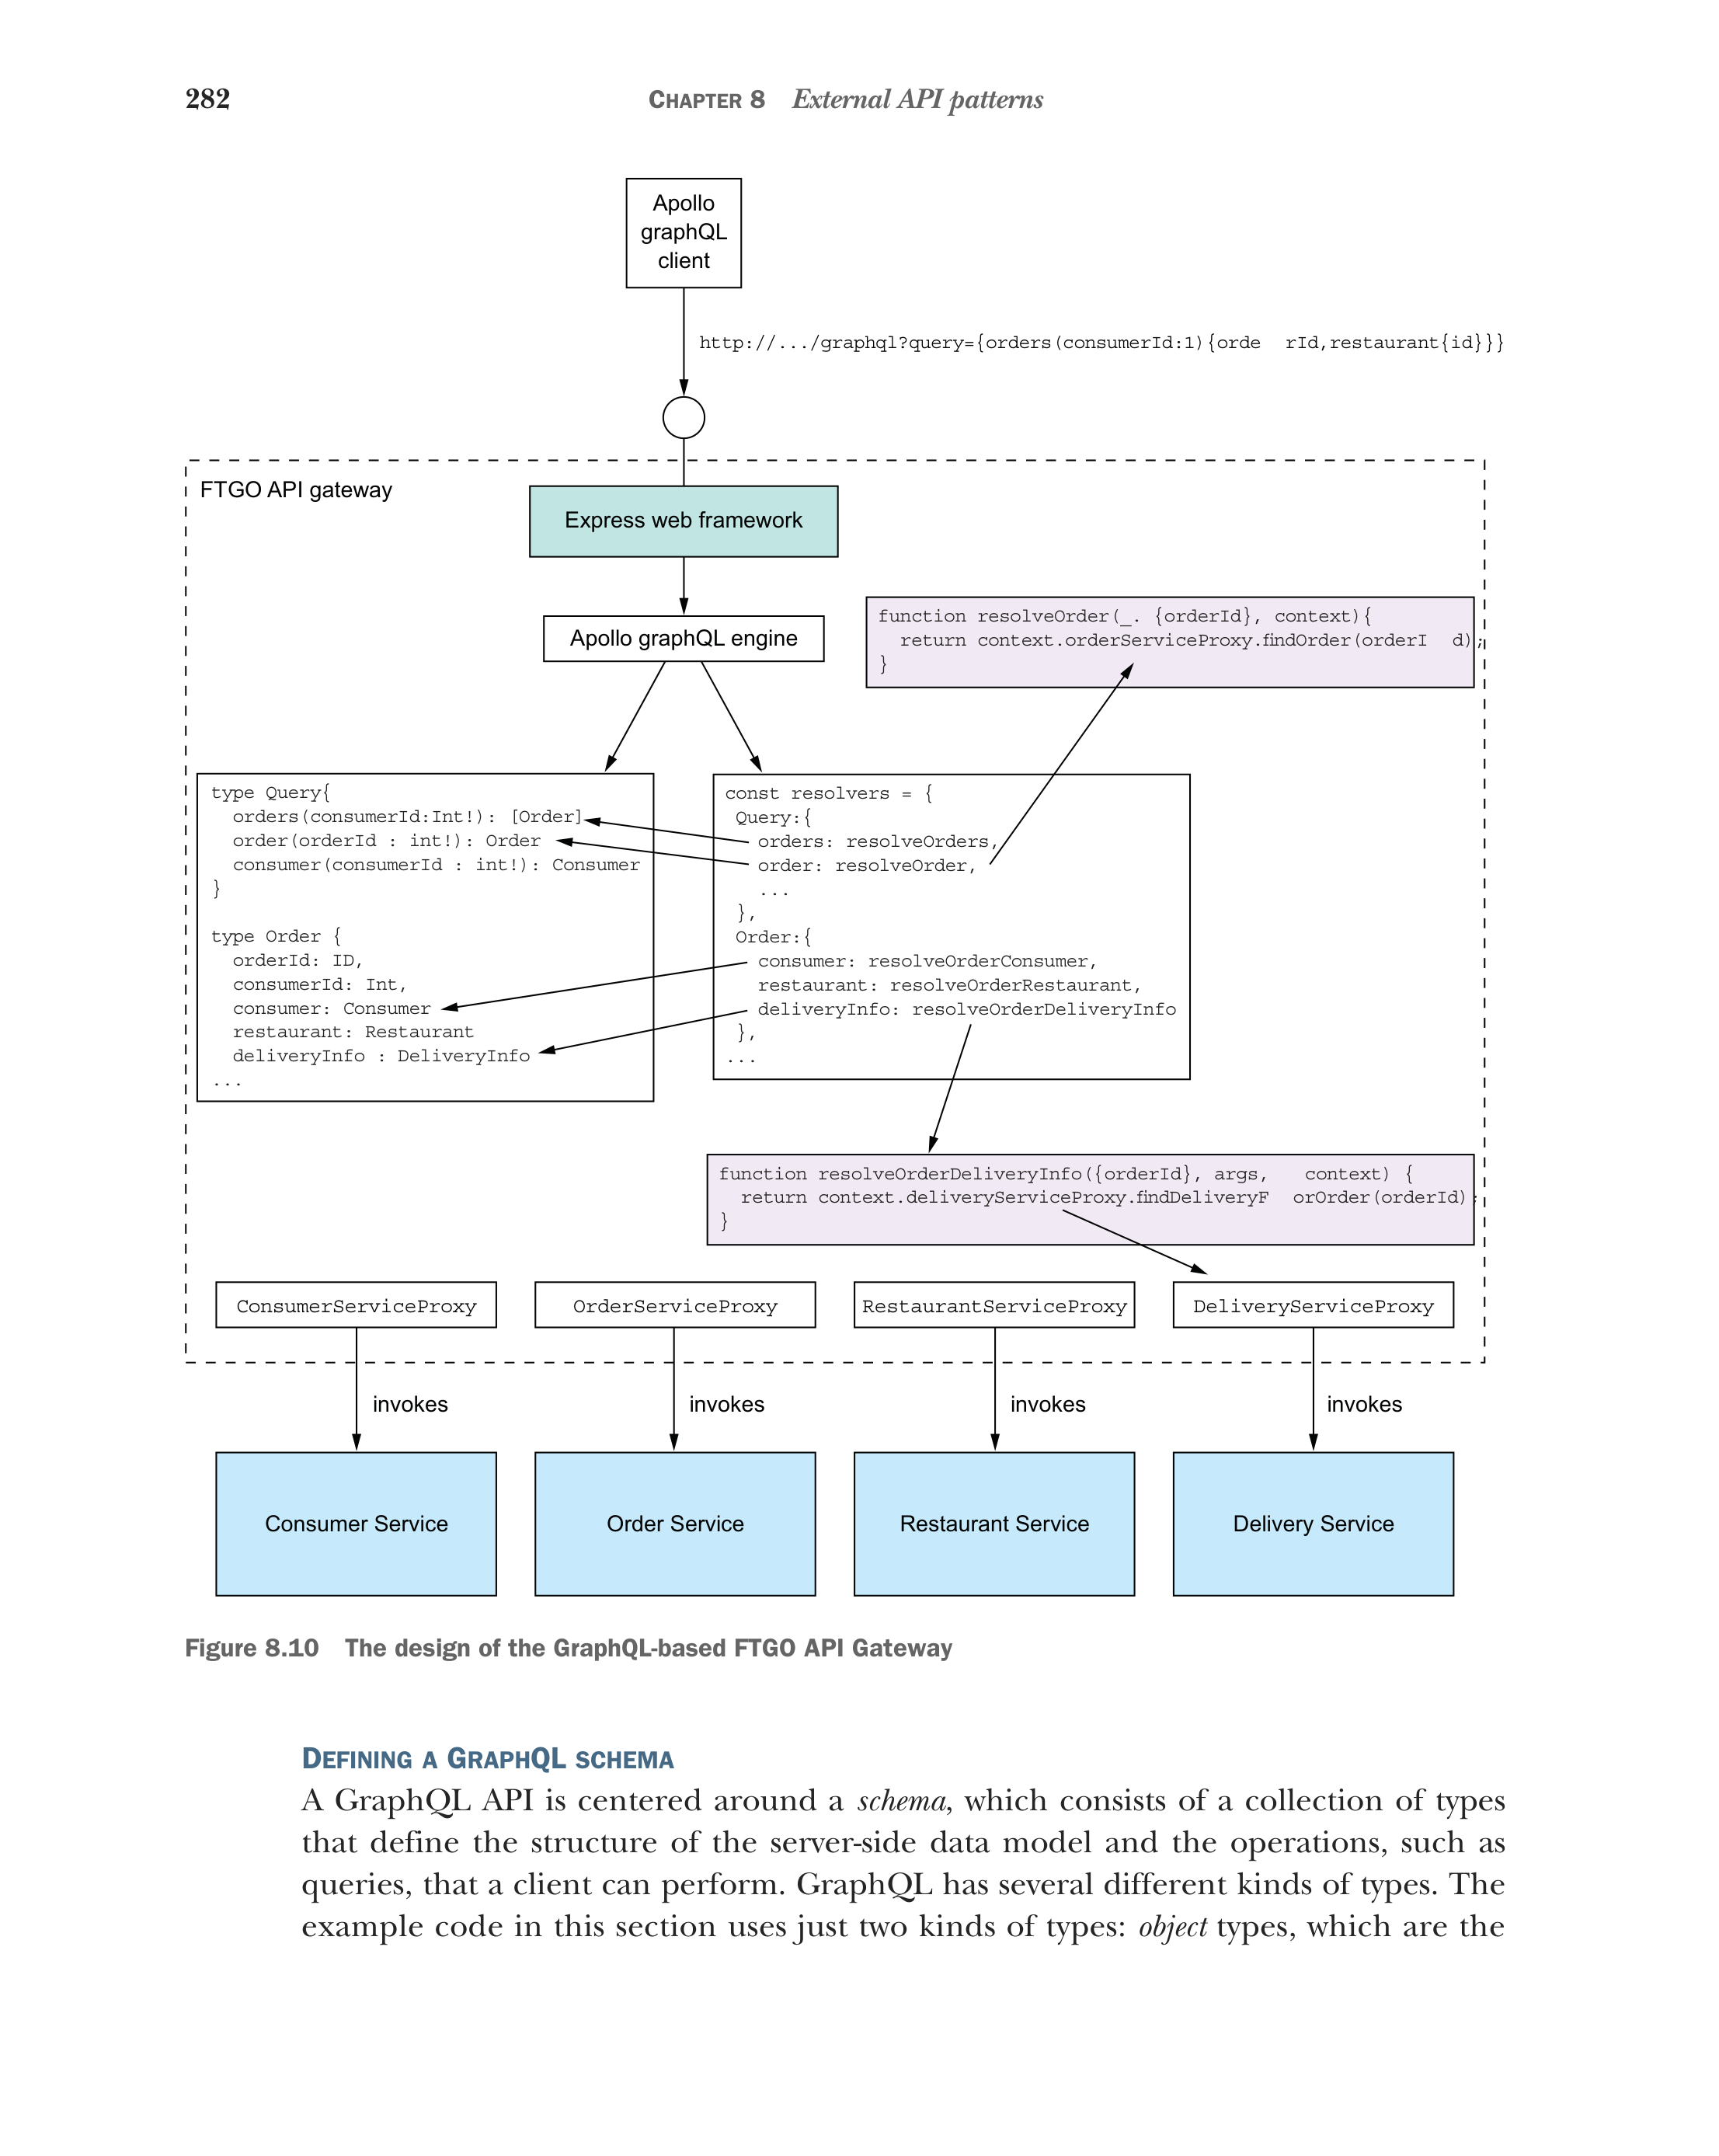 282
CHAPTER 8 External API patterns
Apollo
graphQL
client
http://.../graphql?query={orders(consumerId:1){orde rId,restaurant{id}}}
FTGO API gateway
Express web framework
Apollo graphQL engine
function resolveOrder(_. {orderId}, context){
return context.orderServiceProxy.findOrder(orderI d);
}
type Query{
orders(consumerId:Int!): [Order]
order(orderId : int!): Order
consumer(consumerId : int!): Consumer
}
type Order {
orderId: ID,
consumerId: Int,
consumer: Consumer
restaurant: Restaurant
deliveryInfo : DeliveryInfo
...
const resolvers = {
Query:{
orders: resolveOrders,
order: resolveOrder,
...
},
Order:{
consumer: resolveOrderConsumer,
restaurant: resolveOrderRestaurant,
deliveryInfo: resolveOrderDeliveryInfo
},
...
function resolveOrderDeliveryInfo({orderId}, args, context) {
return context.deliveryServiceProxy.findDeliveryF orOrder(orderId);
}
ConsumerServiceProxy
OrderServiceProxy
RestaurantServiceProxy
DeliveryServiceProxy
invokes
invokes
invokes
invokes
Consumer Service
Order Service
Restaurant Service
Delivery Service
Figure 8.10 The design of the GraphQL-based FTGO API Gateway
DEFINING A GRAPHQL SCHEMA
A GraphQL API is centered around a schema, which consists of a collection of types
that define the structure of the server-side data model and the operations, such as
queries, that a client can perform. GraphQL has several different kinds of types. The
example code in this section uses just two kinds of types: object types, which are the